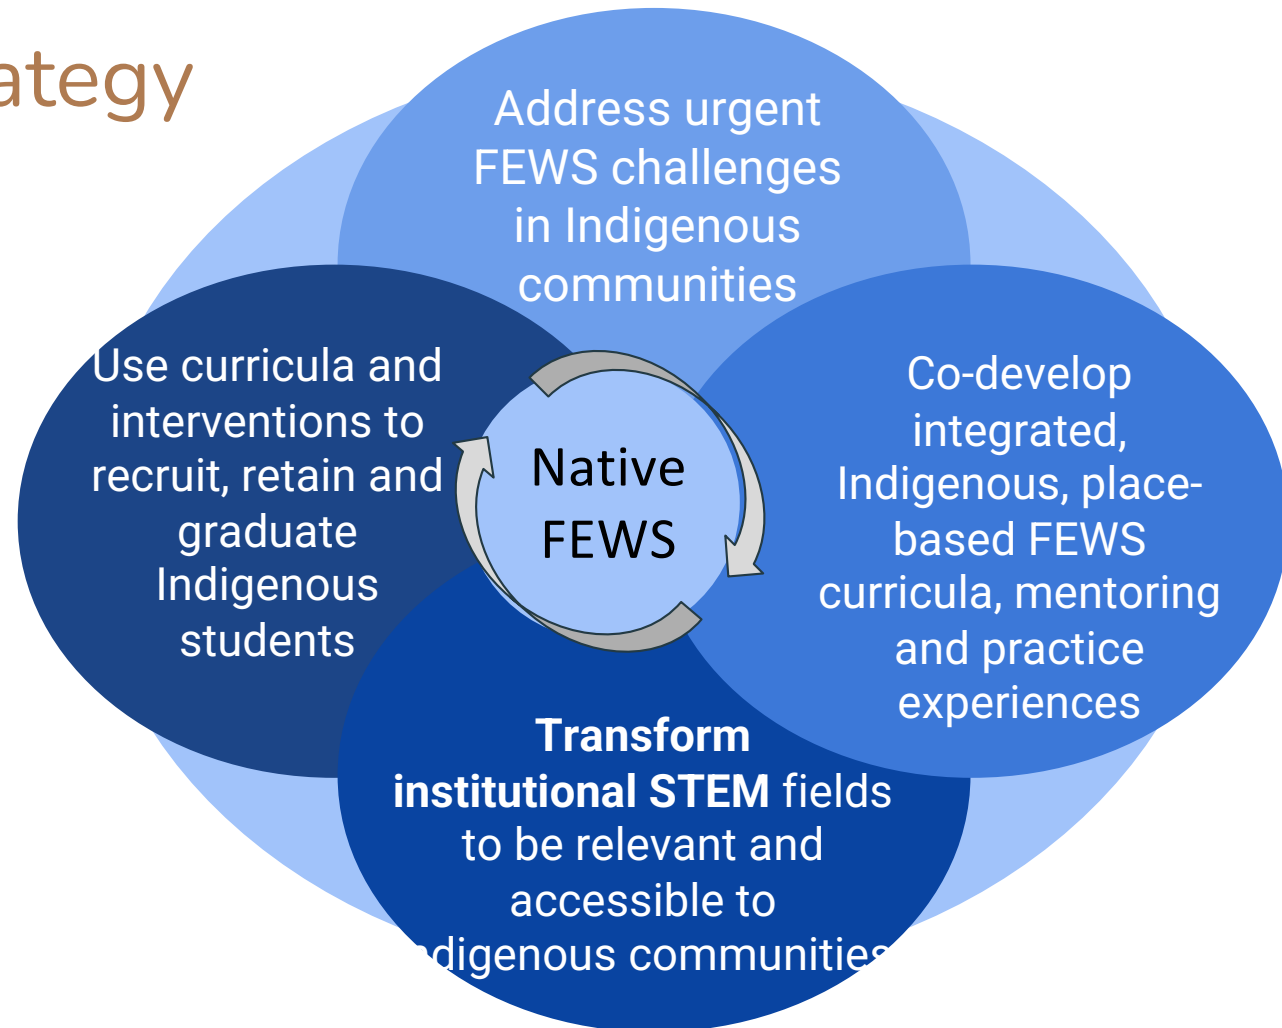 ategy
Address urgent
FEWS challenges
in Indigenous
communities
Use curricula and
interventions to
recruit, retain and
graduate
Indigenous
students
Native
FEWS
Co-develop
integrated,
Indigenous, place-
based FEWS
curricula, mentoring
and practice
experiences
Transform
institutional STEM fields
to be relevant and
accessible to
digenous communities